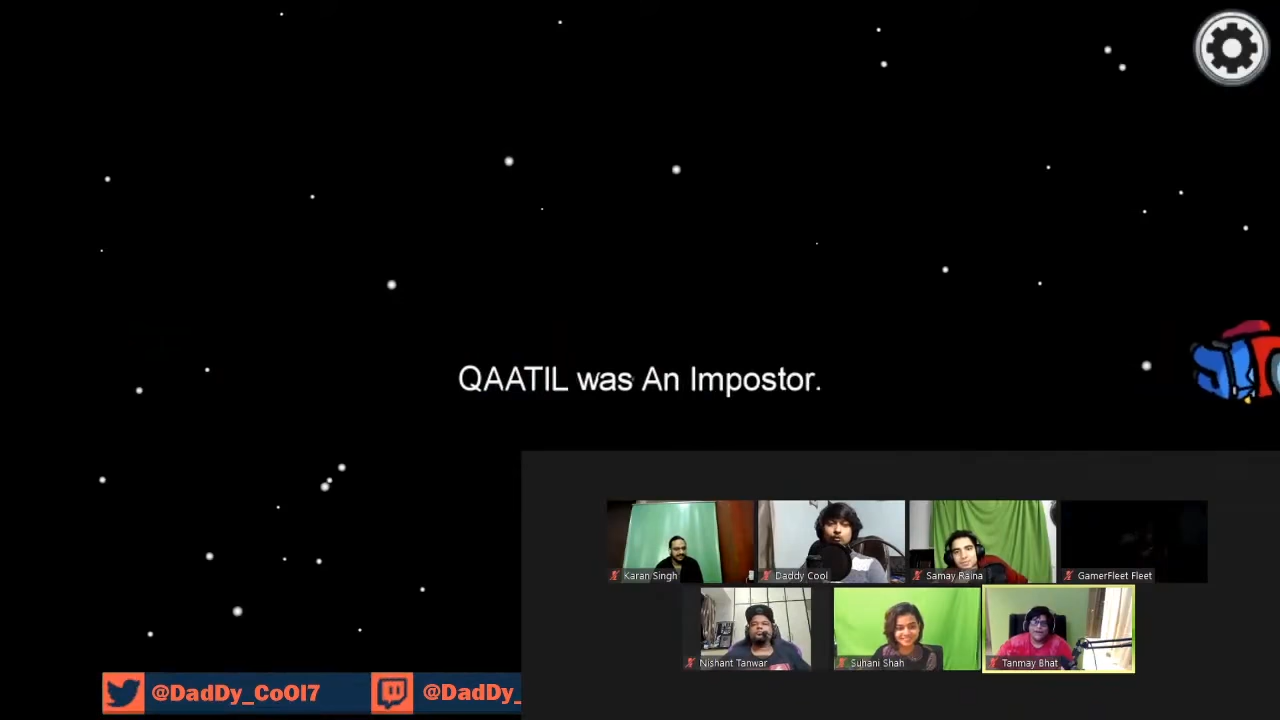 QAATIL was An Impostor.
Karan Singh
Daddy Cool
Samay Raina
GamerFleet Fleet
Nishant Tanwar
Suhani Shah
Tanmay Bhat
@DadDy_CoOl7
@DadDy_